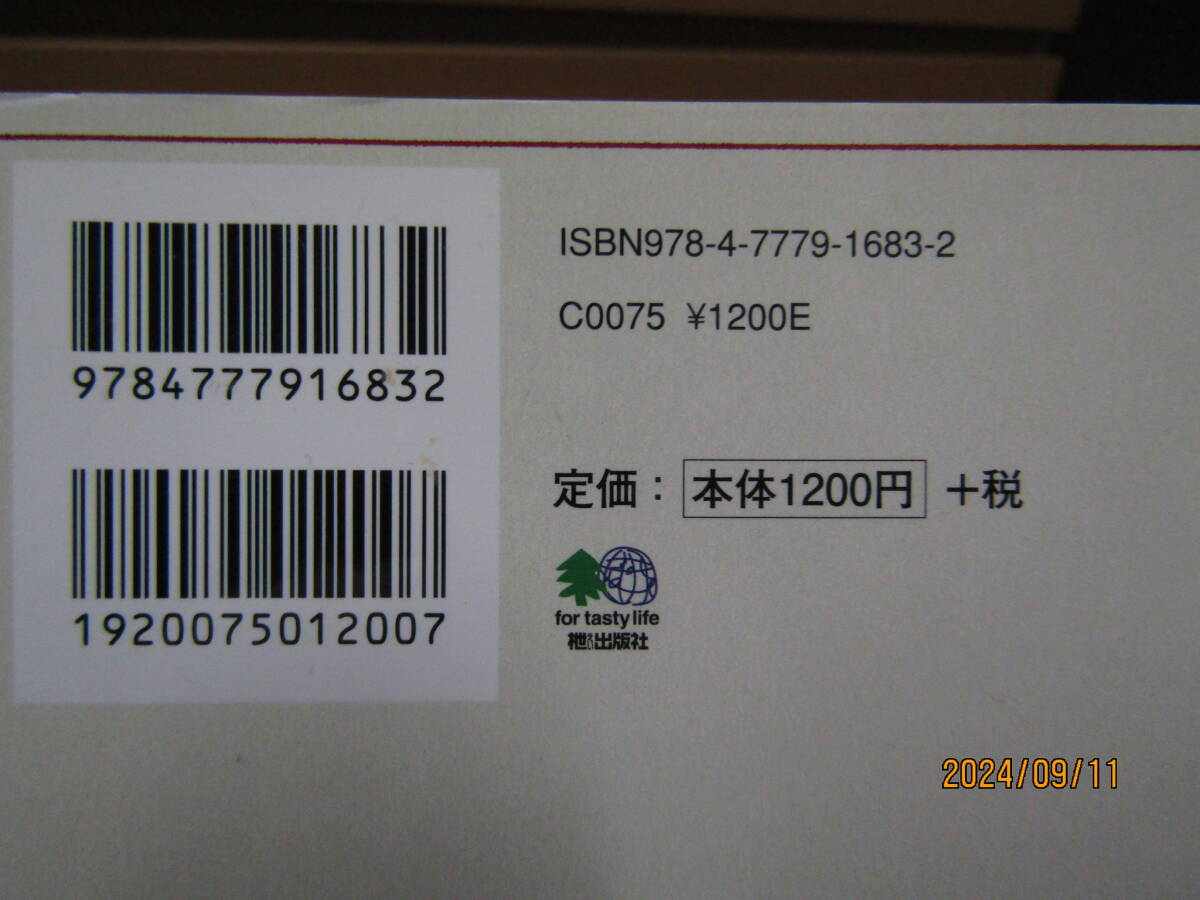 9784777916832
1920075012007
ISBN978-4-7779-1683-2
C0075 ¥1200E
定価：本体1200円 +税
for tasty life
枻出版社
2024/09/11